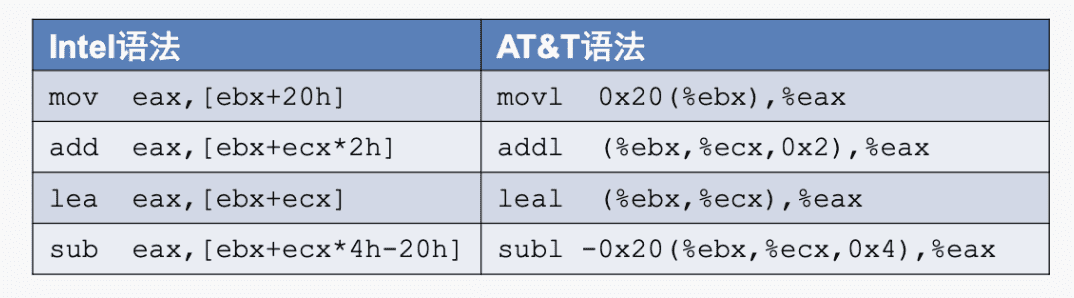 Intel语法 AT&T语法
mov eax,[ebx+20h] movl 0x20(%ebx),%eax
add eax,[ebx+ecx*2h] addl (%ebx,%ecx,0x2),%eax
lea eax,[ebx+ecx] leal (%ebx,%ecx),%eax
sub eax,[ebx+ecx*4h-20h] subl -0x20(%ebx,%ecx,0x4),%eax